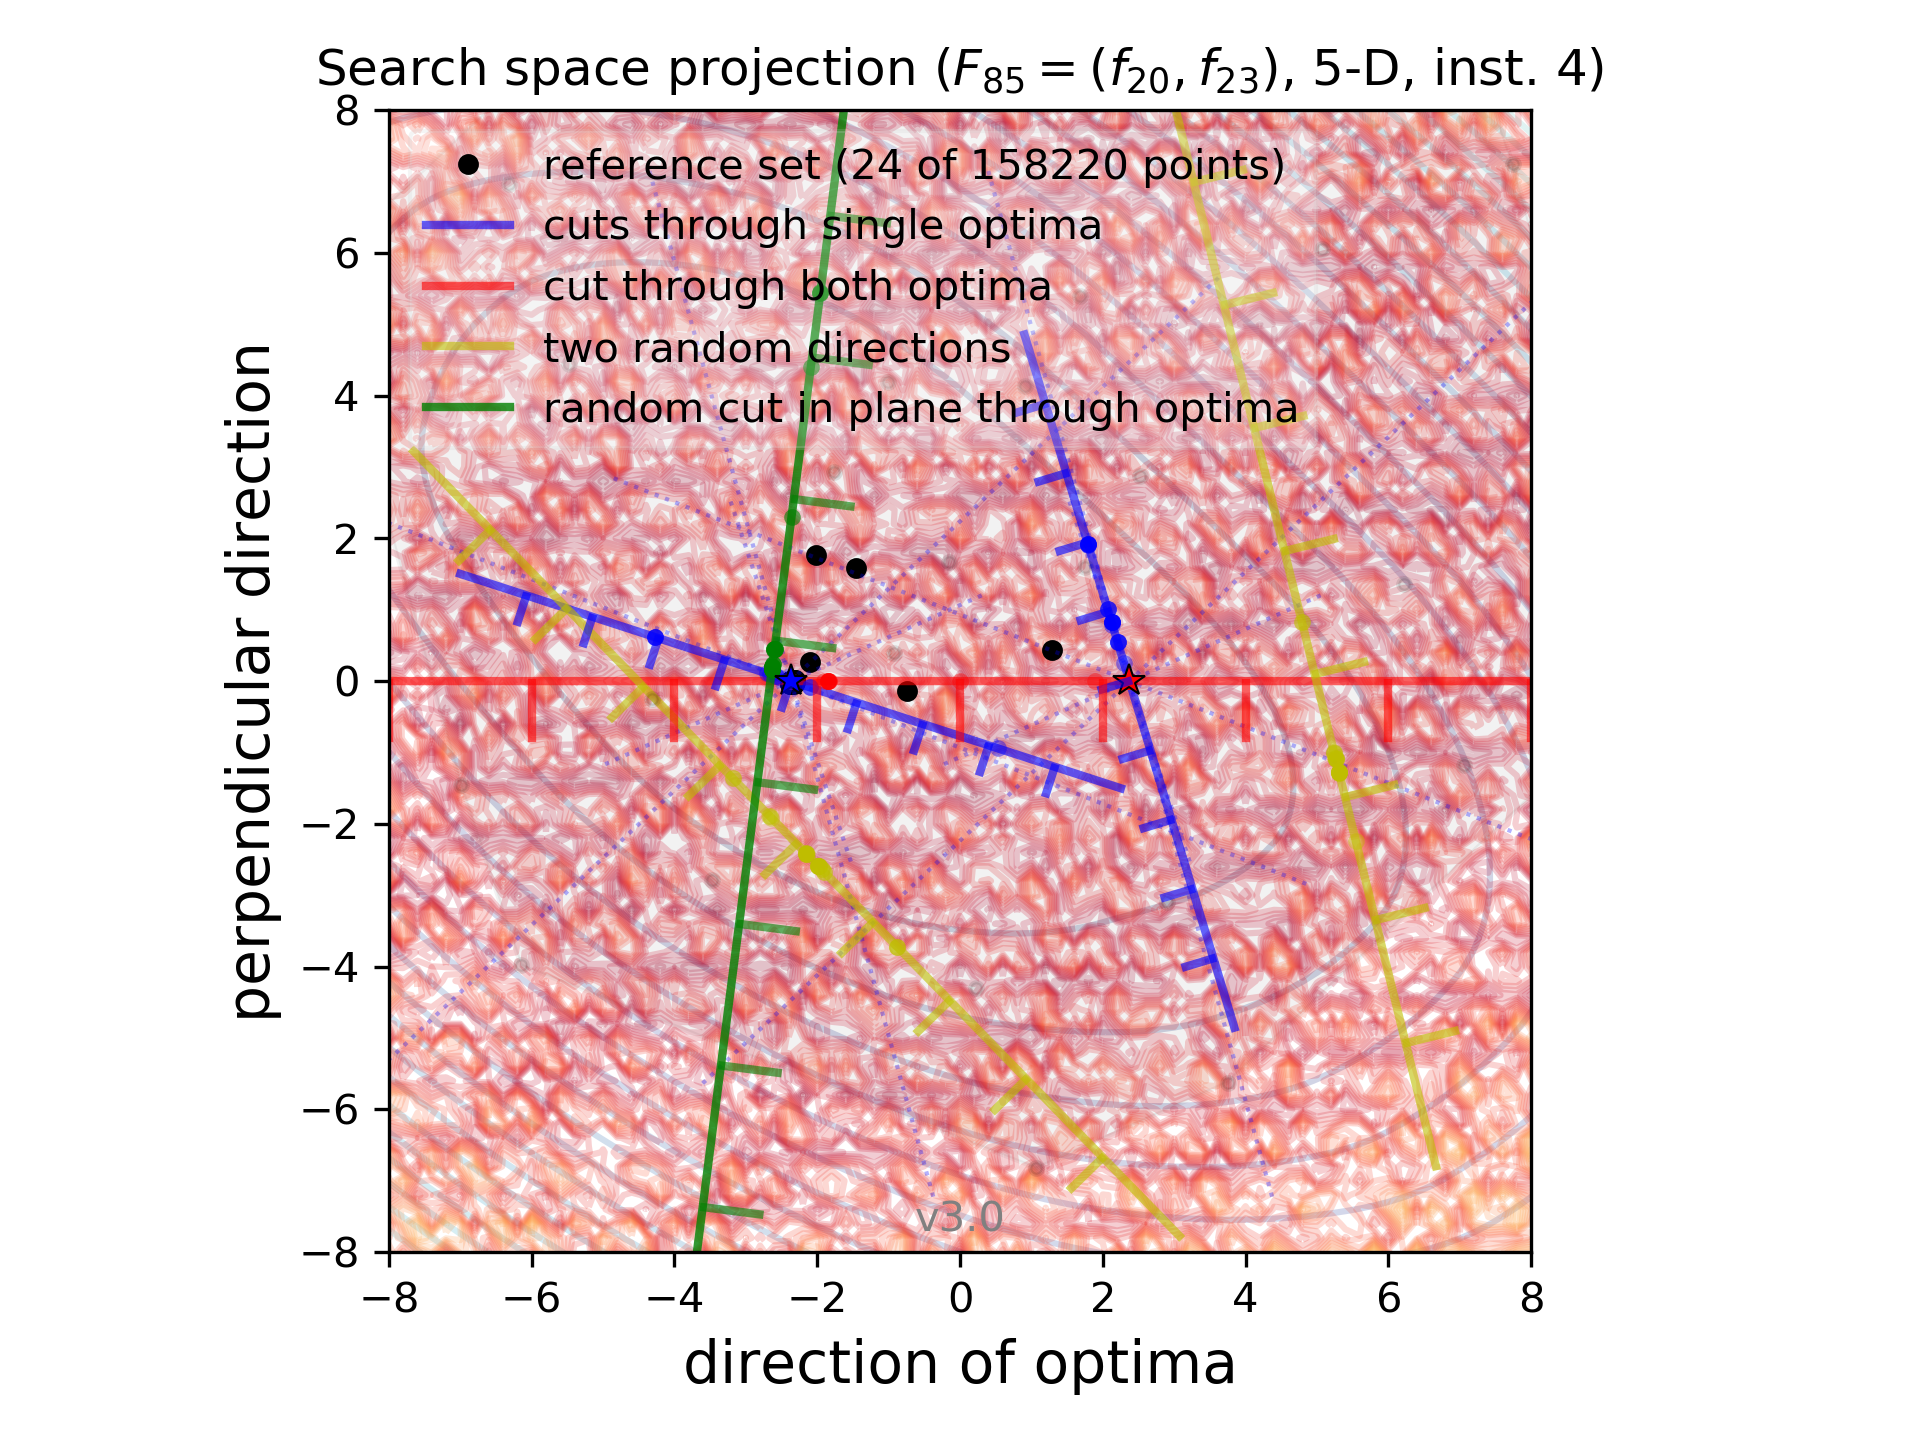 Search space projection (F₈₅ = (f₂₀, f₂₃), 5-D, inst. 4)
reference set (24 of 158220 points)
cuts through single optima
cut through both optima
two random directions
random cut in plane through optima
perpendicular direction
8
6
4
2
0
−2
−4
−6
−8
v3.0
−8 −6 −4 −2 0 2 4 6 8
direction of optima